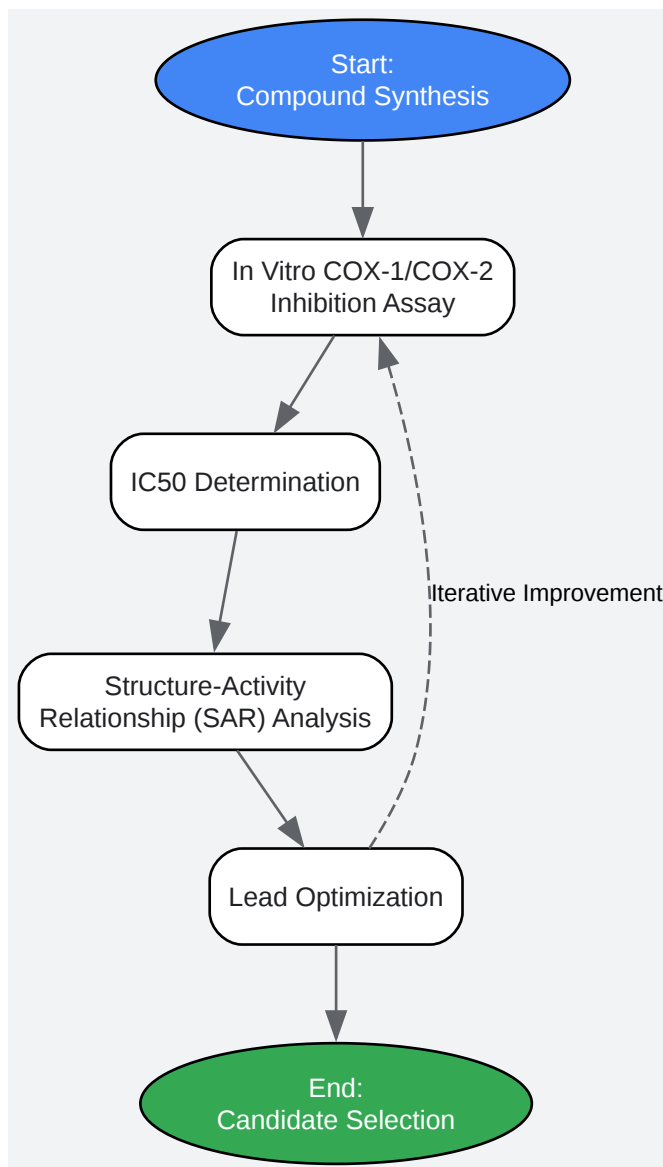 Start:
Compound Synthesis
In Vitro COX-1/COX-2
Inhibition Assay
IC50 Determination
Iterative Improvement
Structure-Activity
Relationship (SAR) Analysis
Lead Optimization
End:
Candidate Selection